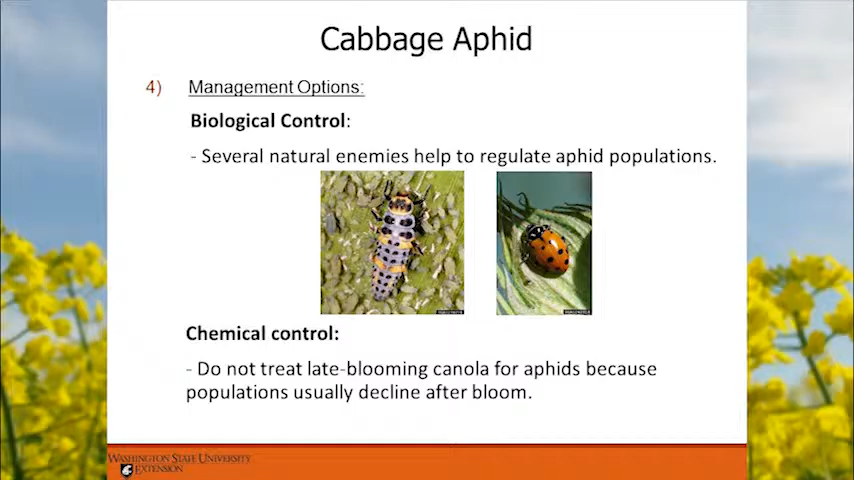 Cabbage Aphid
4) Management Options:
Biological Control:
- Several natural enemies help to regulate aphid populations.
Chemical control:
- Do not treat late-blooming canola for aphids because
populations usually decline after bloom.
WASHINGTON STATE UNIVERSITY
EXTENSION